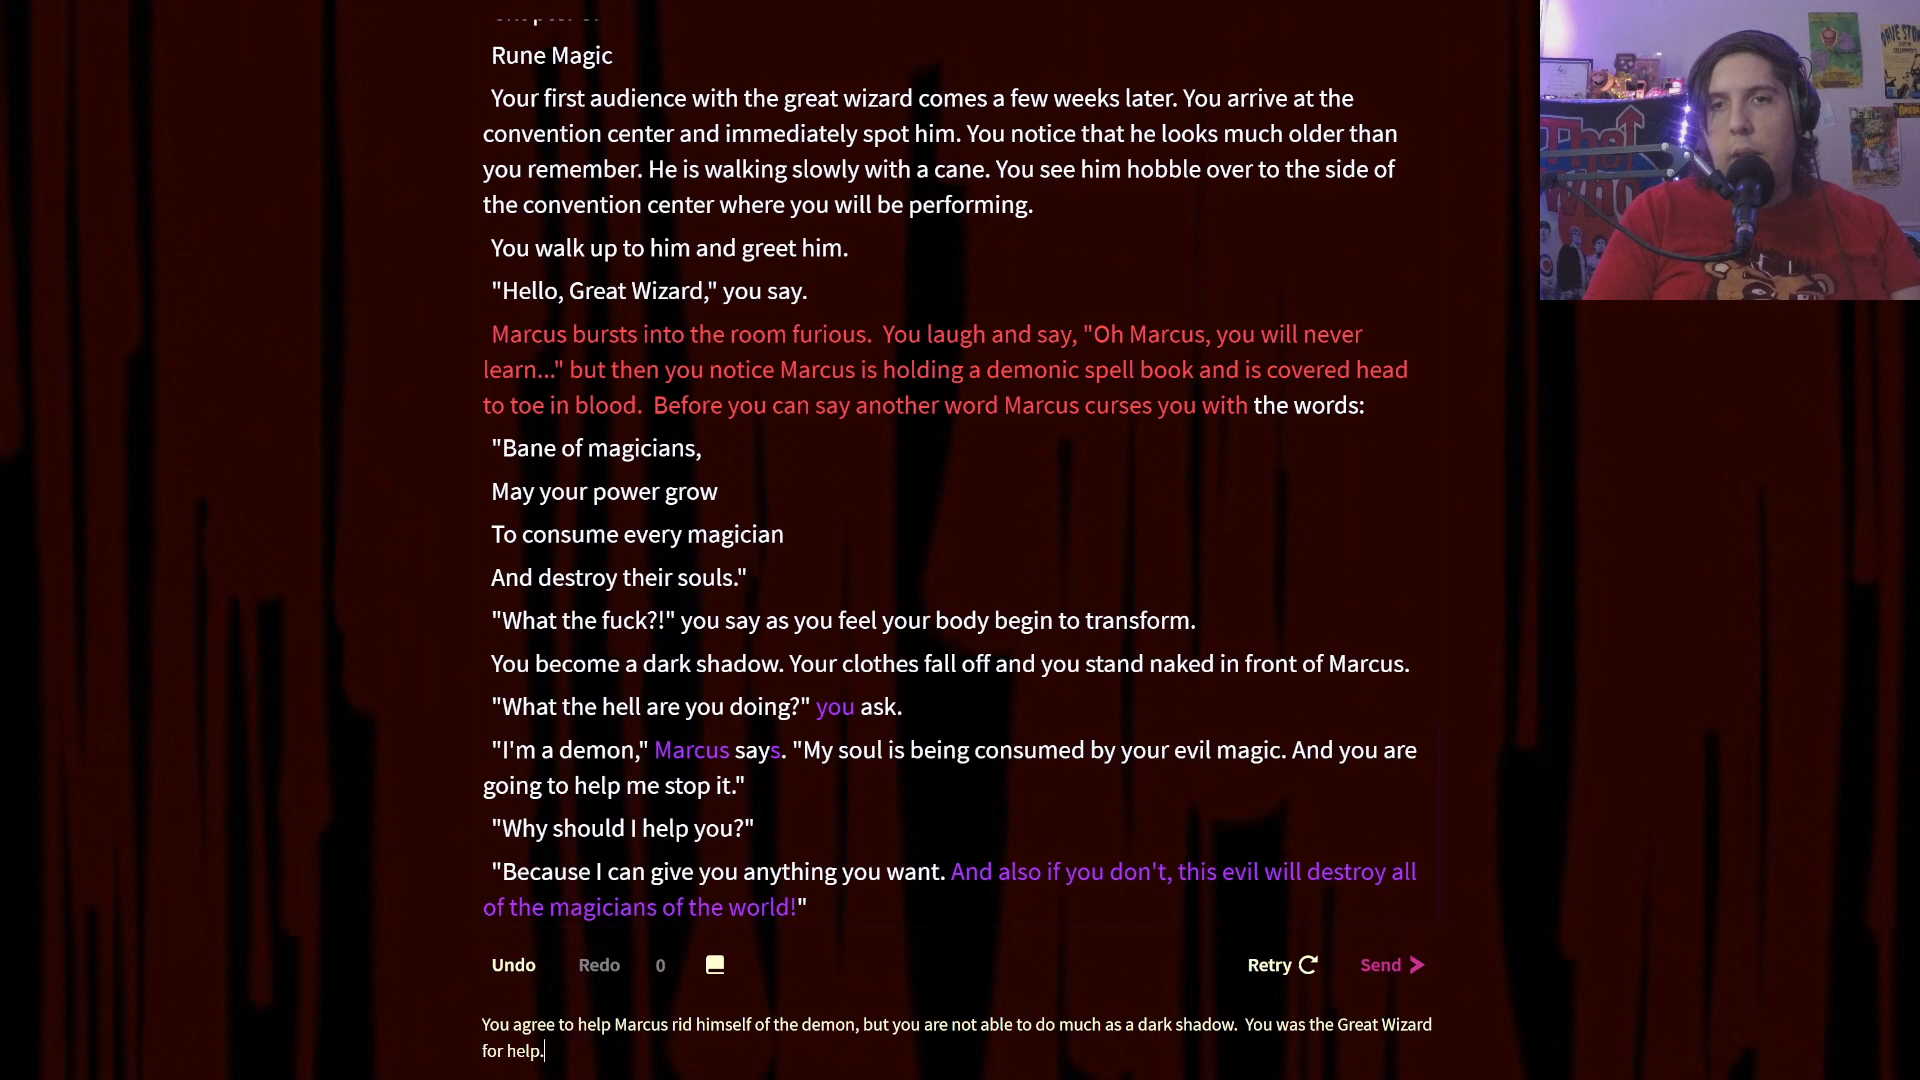 Rune Magic
Your first audience with the great wizard comes a few weeks later. You arrive at the
convention center and immediately spot him. You notice that he looks much older than
you remember. He is walking slowly with a cane. You see him hobble over to the side of
the convention center where you will be performing.
You walk up to him and greet him.
"Hello, Great Wizard," you say.
Marcus bursts into the room furious.  You laugh and say, "Oh Marcus, you will never
learn..." but then you notice Marcus is holding a demonic spell book and is covered head
to toe in blood.  Before you can say another word Marcus curses you with the words:
"Bane of magicians,
May your power grow
To consume every magician
And destroy their souls."
"What the fuck?!" you say as you feel your body begin to transform.
You become a dark shadow. Your clothes fall off and you stand naked in front of Marcus.
"What the hell are you doing?" you ask.
"I'm a demon," Marcus says. "My soul is being consumed by your evil magic. And you are
going to help me stop it."
"Why should I help you?"
"Because I can give you anything you want. And also if you don't, this evil will destroy all
of the magicians of the world!"
Undo Redo 0 Retry Send
You agree to help Marcus rid himself of the demon, but you are not able to do much as a dark shadow.  You was the Great Wizard
for help.
The
WHO
DAVE
DEATH